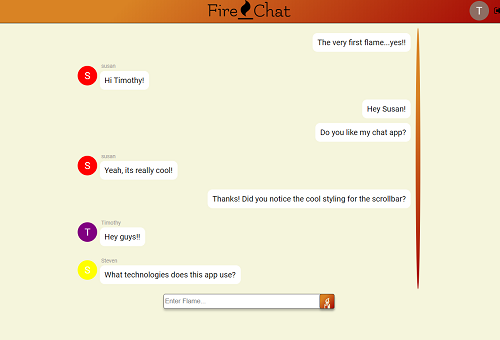 Fire Chat
T
The very first flame...yes!!
susan
S
Hi Timothy!
Hey Susan!
Do you like my chat app?
susan
S
Yeah, its really cool!
Thanks! Did you notice the cool styling for the scrollbar?
Timothy
T
Hey guys!!
Steven
S
What technologies does this app use?
Enter Flame...